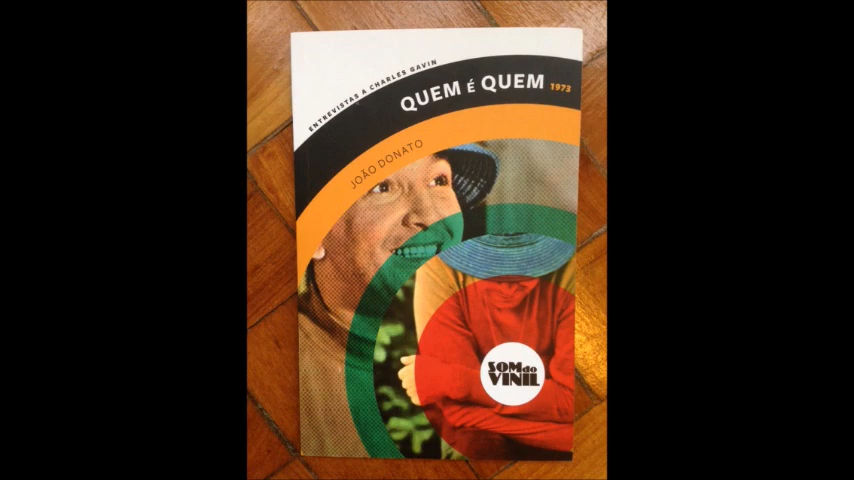 ENTREVISTAS A CHARLES GAVIN
QUEM É QUEM 1973
JOÃO DONATO
SOM do
VINIL